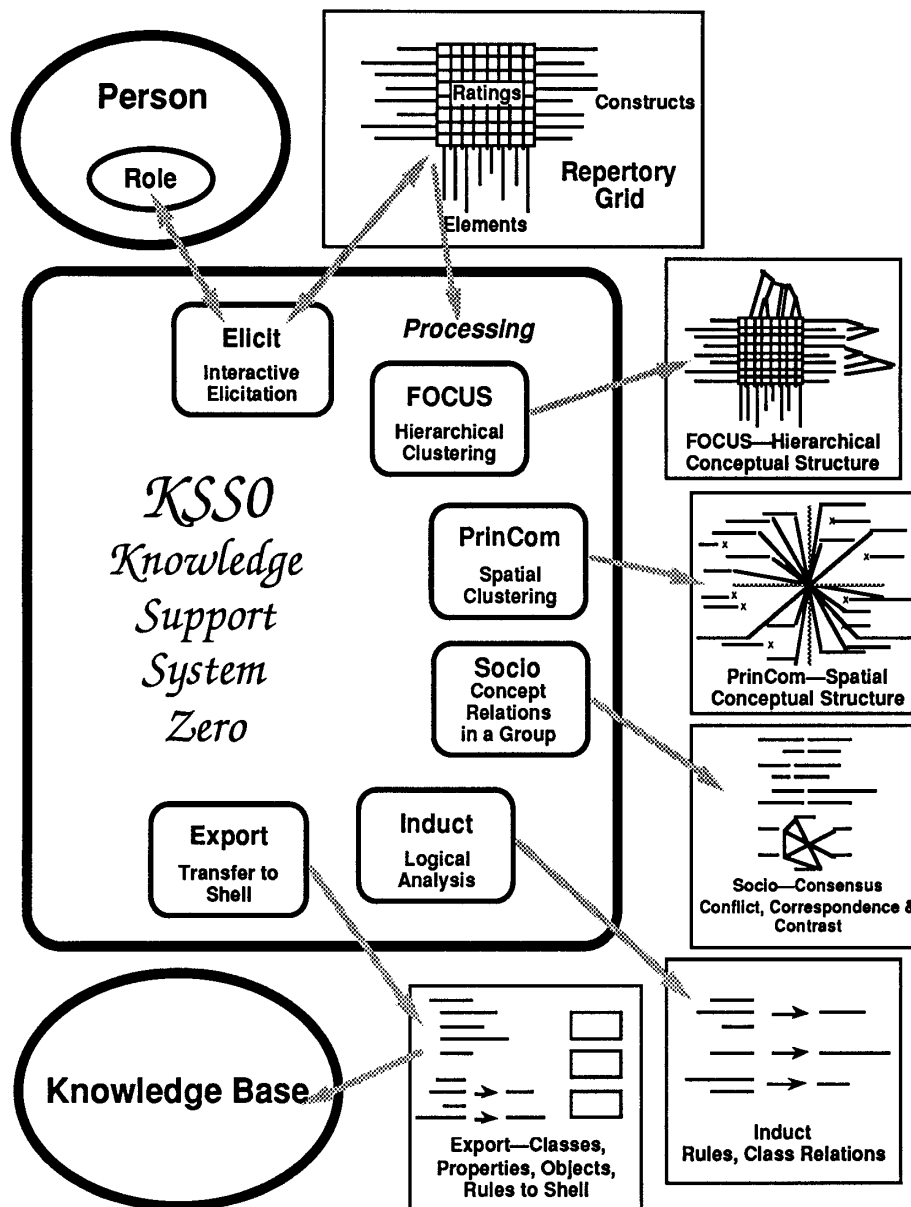 Person
Role
Ratings
Constructs
Repertory
Grid
Elements
Elicit
Interactive
Elicitation
Processing
FOCUS
Hierarchical
Clustering
FOCUS—Hierarchical
Conceptual Structure
KSS0
Knowledge
Support
System
Zero
PrinCom
Spatial
Clustering
PrinCom—Spatial
Conceptual Structure
Socio
Concept
Relations
in a Group
Socio—Consensus
Conflict, Correspondence &
Contrast
Export
Transfer to
Shell
Induct
Logical
Analysis
Knowledge Base
Export—Classes,
Properties, Objects,
Rules to Shell
Induct
Rules, Class Relations